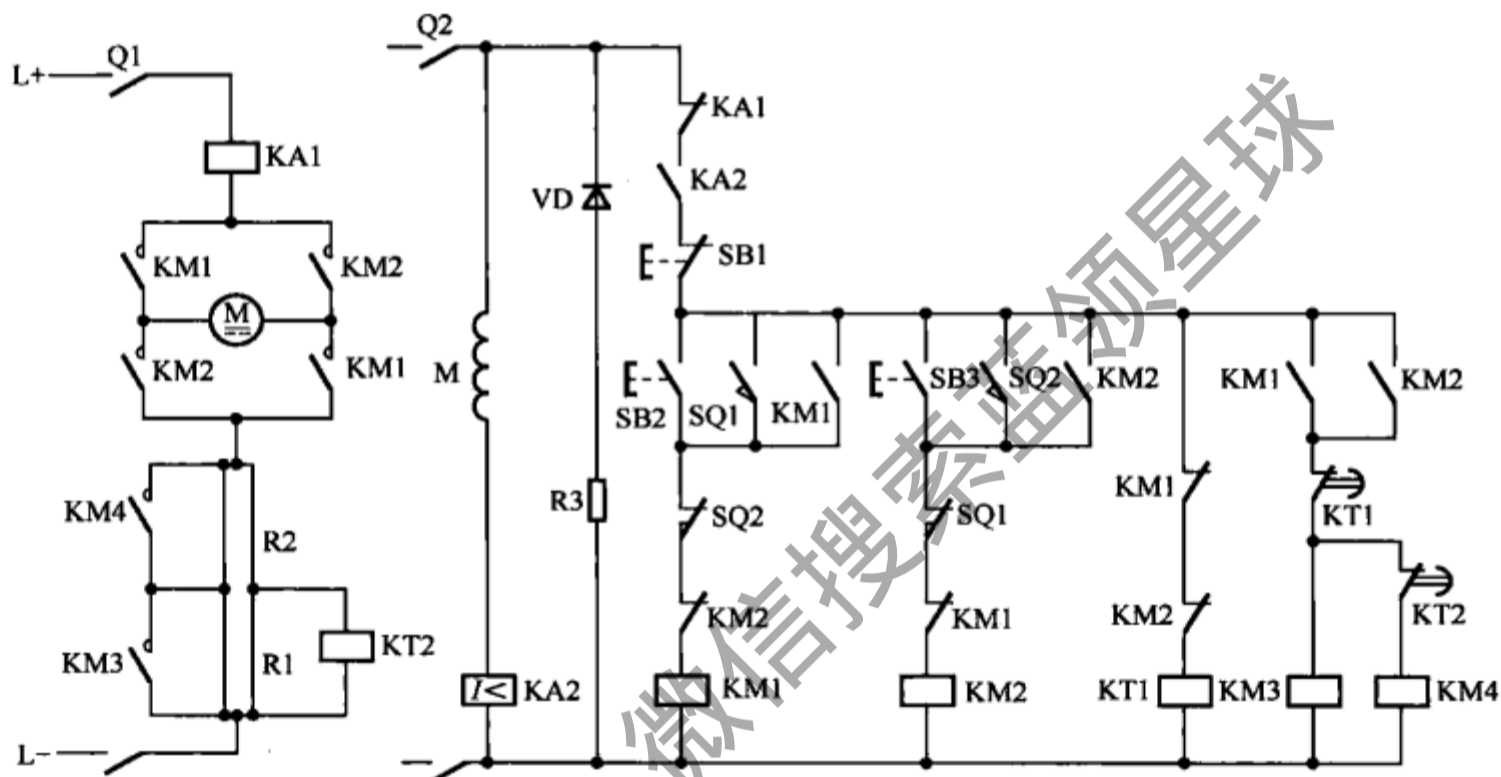 Q1
L+
KA1
KM1
KM2
M
KM2
KM1
KM4
R2
KM3
R1
KT2
L-
Q2
M
I<
KA2
VD
R3
KA1
KA2
SB1
SB2
SQ1
KM1
SQ2
KM2
KM1
SB3
SQ2
KM2
SQ1
KM1
KM2
KM1
KM2
KT1
KM1
KM2
KT1
KM3
KT2
KM4
微信搜索蓝领星球